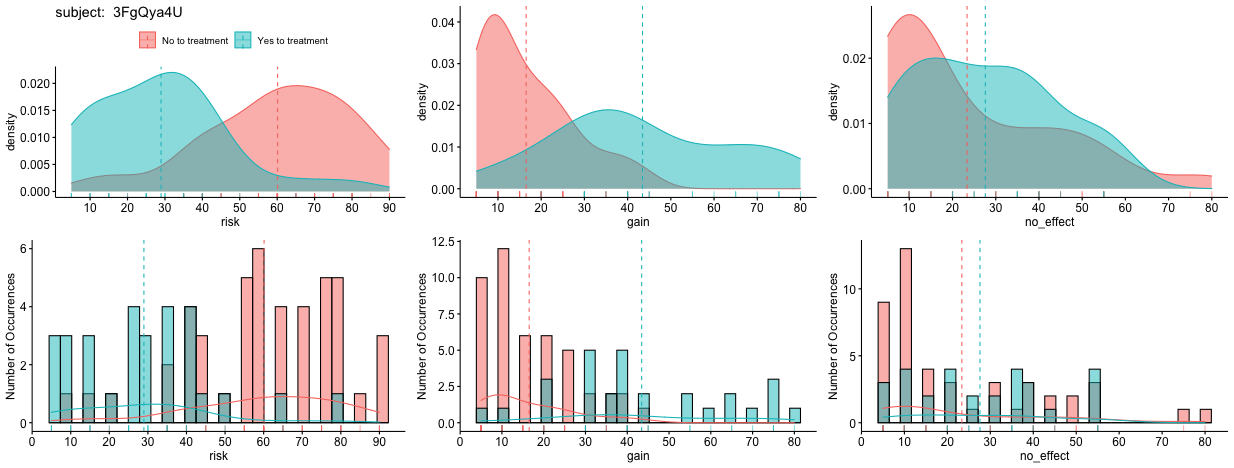 subject: 3FgQya4U
No to treatment Yes to treatment
density
0.020
0.015
0.010
0.005
0.000
10 20 30 40 50 60 70 80 90
risk
density
0.04
0.03
0.02
0.01
0.00
0 10 20 30 40 50 60 70 80
gain
density
0.02
0.01
0.00
10 20 30 40 50 60 70 80
no_effect
Number of Occurrences
6
4
2
0
0 10 20 30 40 50 60 70 80 90
risk
Number of Occurrences
12.5
10.0
7.5
5.0
2.5
0.0
0 10 20 30 40 50 60 70 80
gain
Number of Occurrences
10
5
0
0 10 20 30 40 50 60 70 80
no_effect